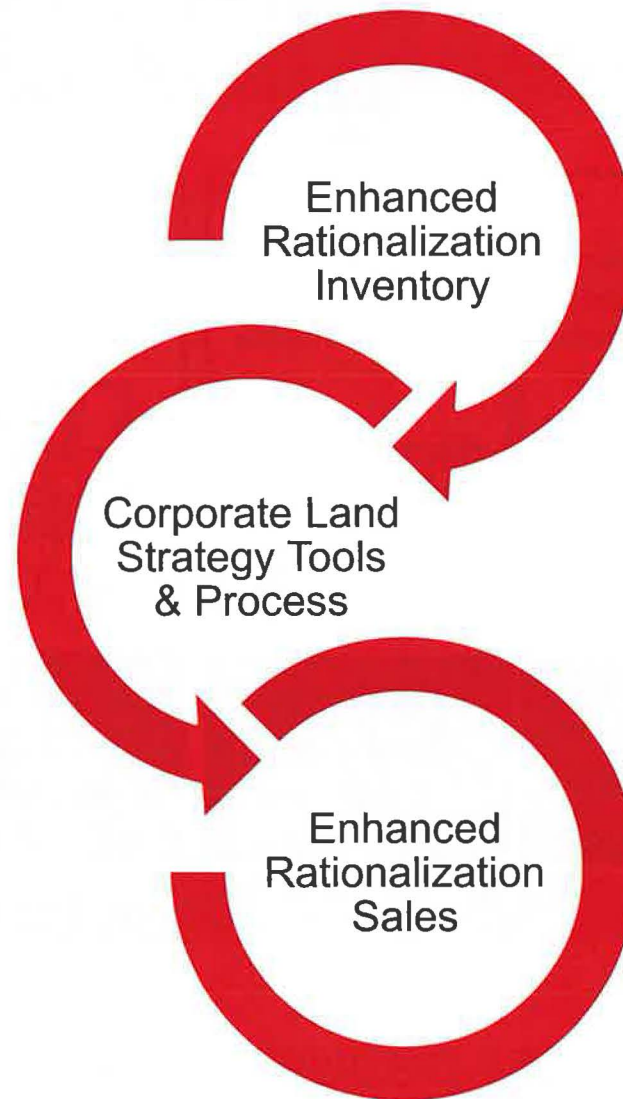 Enhanced
Rationalization
Inventory
Corporate Land
Strategy Tools
& Process
Enhanced
Rationalization
Sales